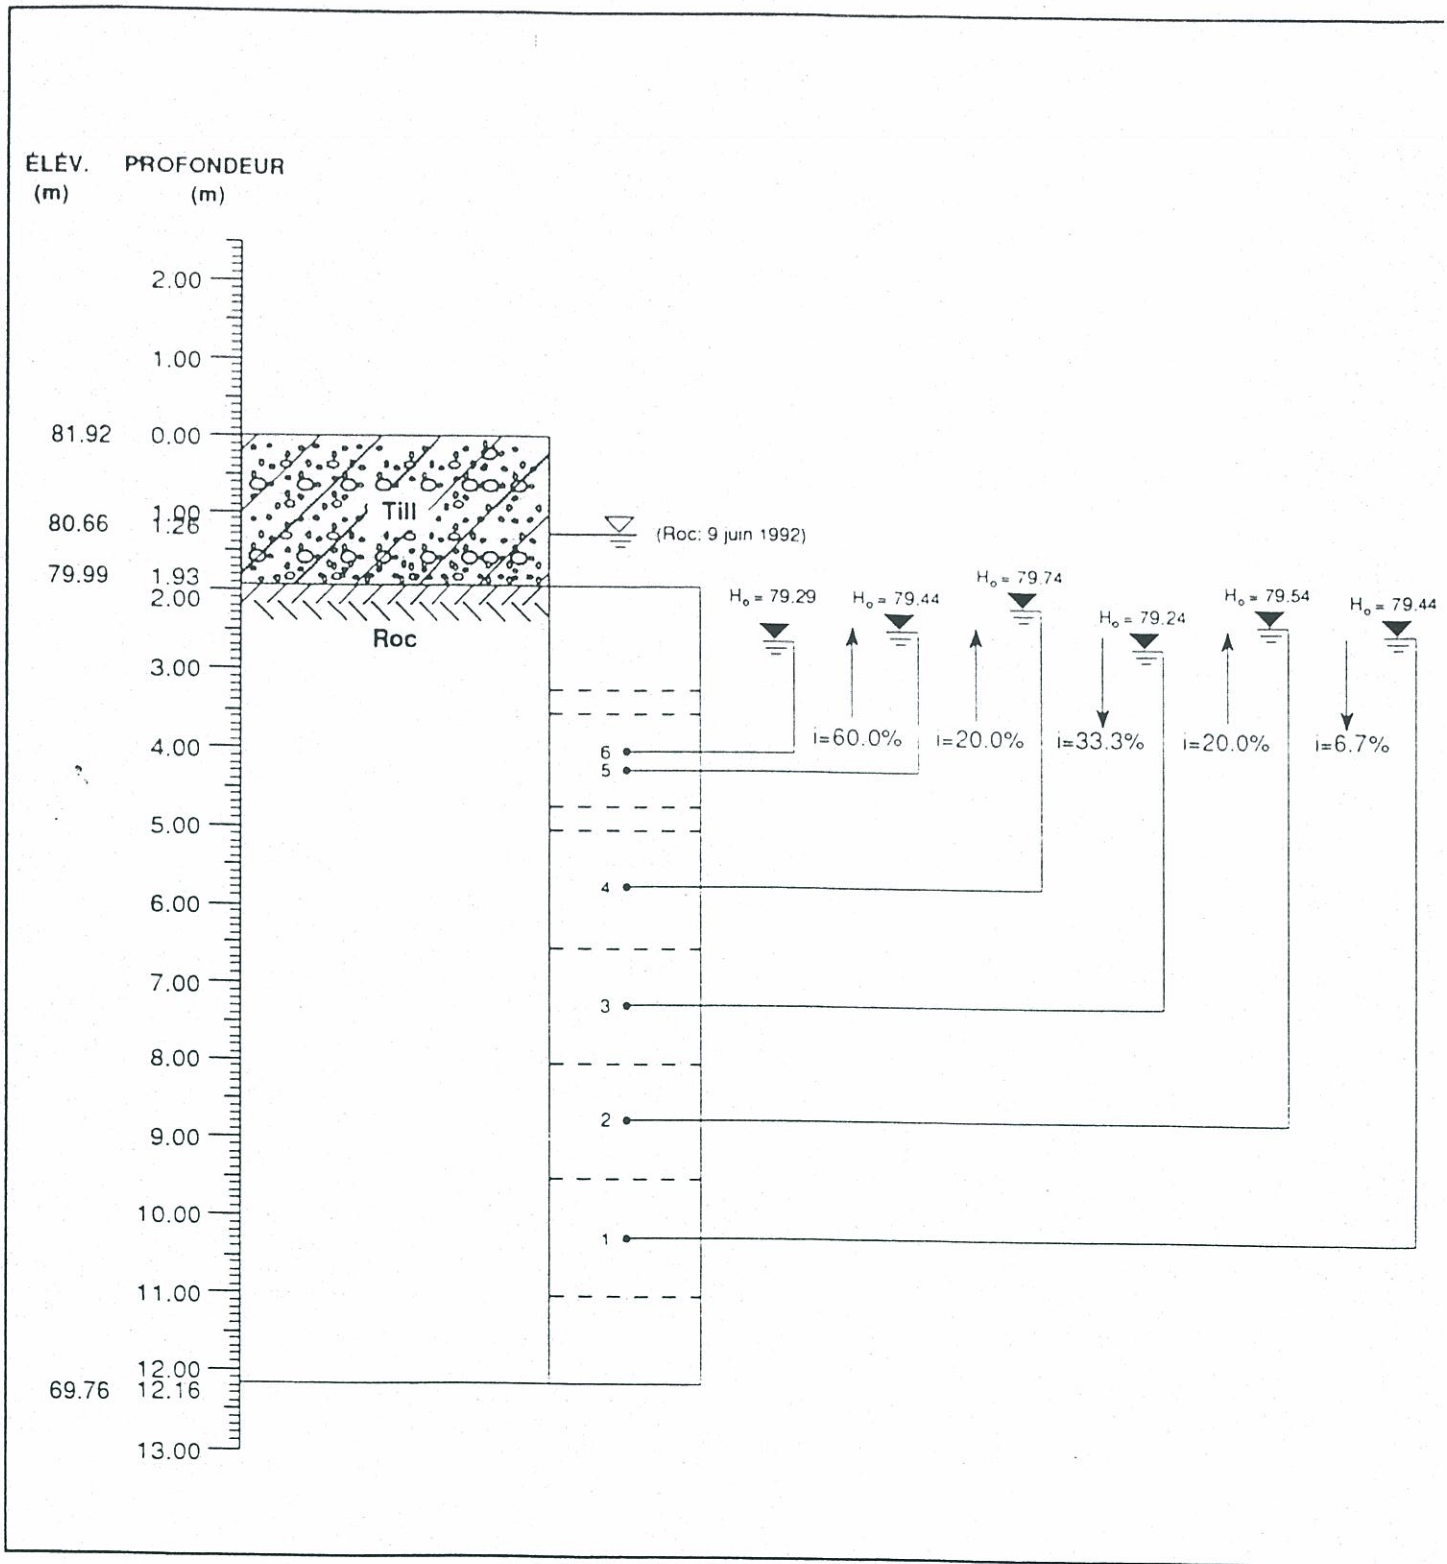 ÉLÉV. PROFONDEUR
(m) (m)
2.00
1.00
81.92 0.00
1.00
Till
80.66 1.26
(Roc: 9 juin 1992)
79.99 1.93
2.00
Roc
H₀ = 79.29
H₀ = 79.44
H₀ = 79.74
H₀ = 79.24
H₀ = 79.54
H₀ = 79.44
3.00
4.00
i=60.0%
i=20.0%
i=33.3%
i=20.0%
i=6.7%
6
5
5.00
4
6.00
7.00
3
8.00
2
9.00
10.00
1
11.00
12.00
69.76 12.16
13.00